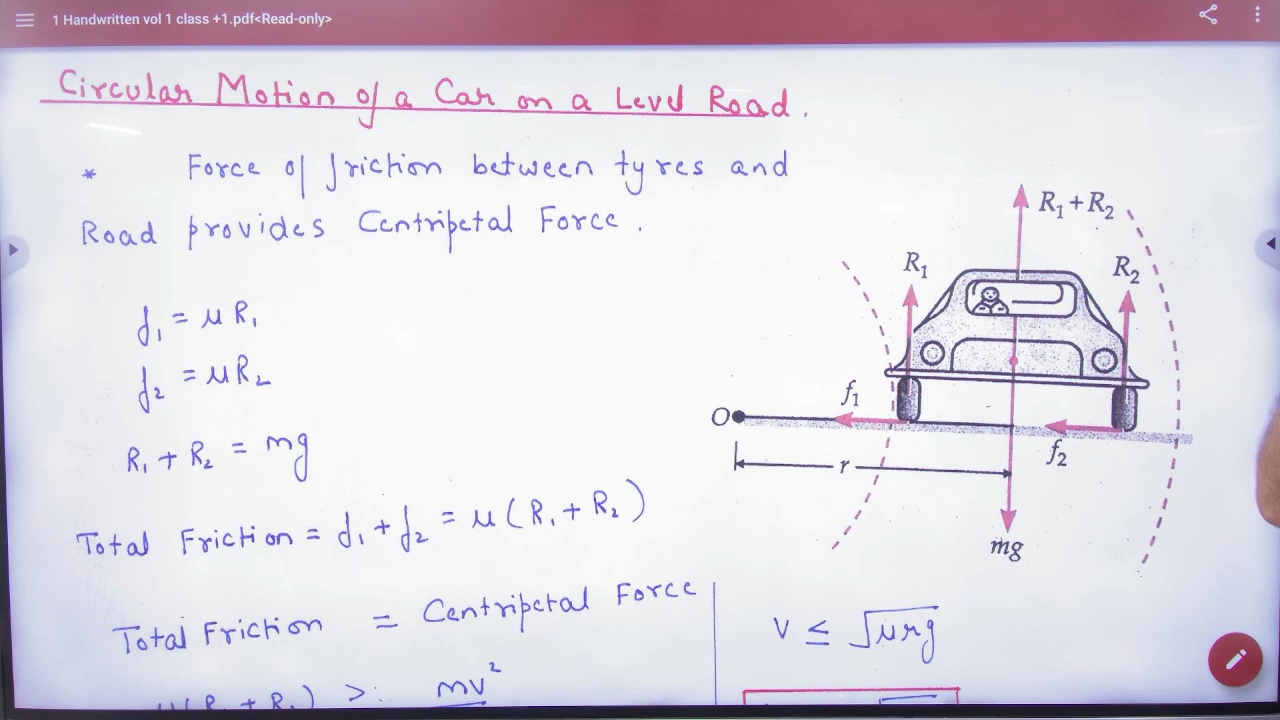 1 Handwritten vol 1 class +1.pdf<Read-only>
Circular Motion of a Car on a Level Road.
* Force of friction between tyres and
Road provides Centripetal Force.
f₁ = μR₁
f₂ = μR₂
R₁ + R₂ = mg
Total Friction = f₁ + f₂ = μ(R₁ + R₂)
Total Friction = Centripetal Force
mv²
R₁ + R₂
R₁
R₂
f₁
O
f₂
r
mg
v ≤ √μrg